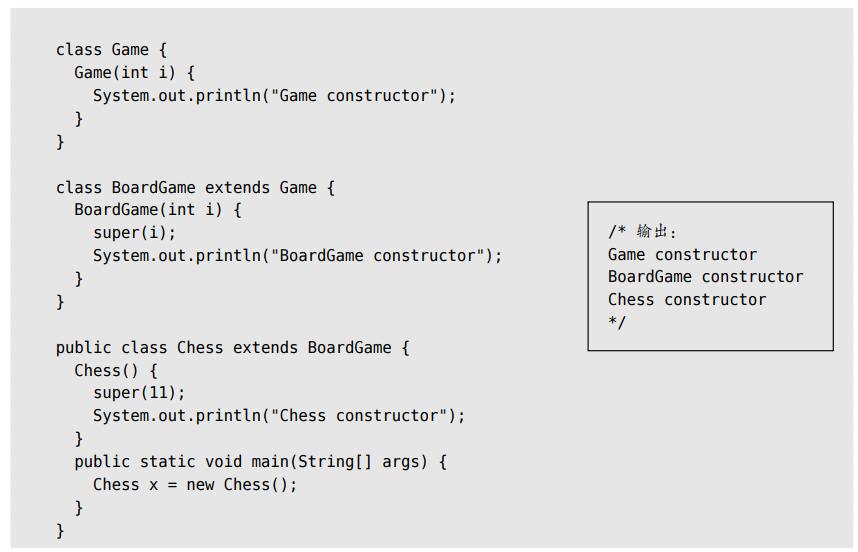 class Game {
  Game(int i) {
    System.out.println("Game constructor");
  }
}

class BoardGame extends Game {
  BoardGame(int i) {
    super(i);
    System.out.println("BoardGame constructor");
  }
}

public class Chess extends BoardGame {
  Chess() {
    super(11);
    System.out.println("Chess constructor");
  }
  public static void main(String[] args) {
    Chess x = new Chess();
  }
}

/* 输出：
Game constructor
BoardGame constructor
Chess constructor
*/